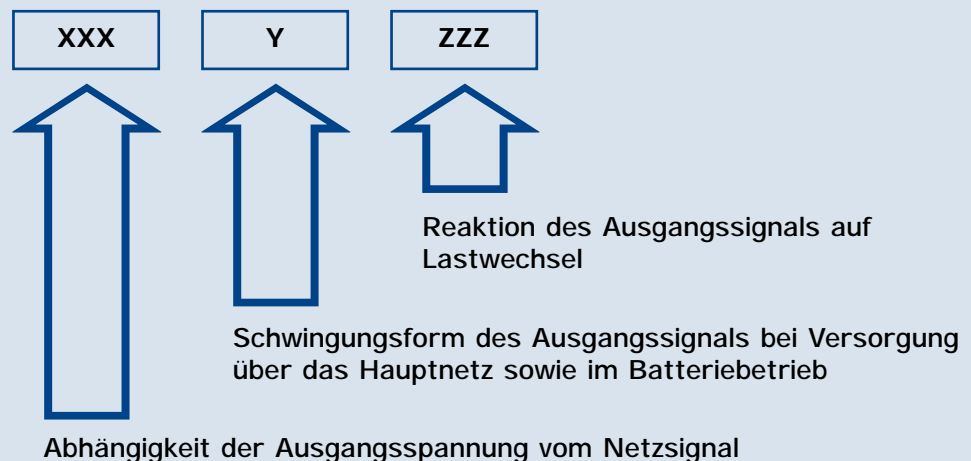 XXX Y ZZZ
Reaktion des Ausgangssignals auf
Lastwechsel
Schwingungsform des Ausgangssignals bei Versorgung
über das Hauptnetz sowie im Batteriebetrieb
Abhängigkeit der Ausgangsspannung vom Netzsignal